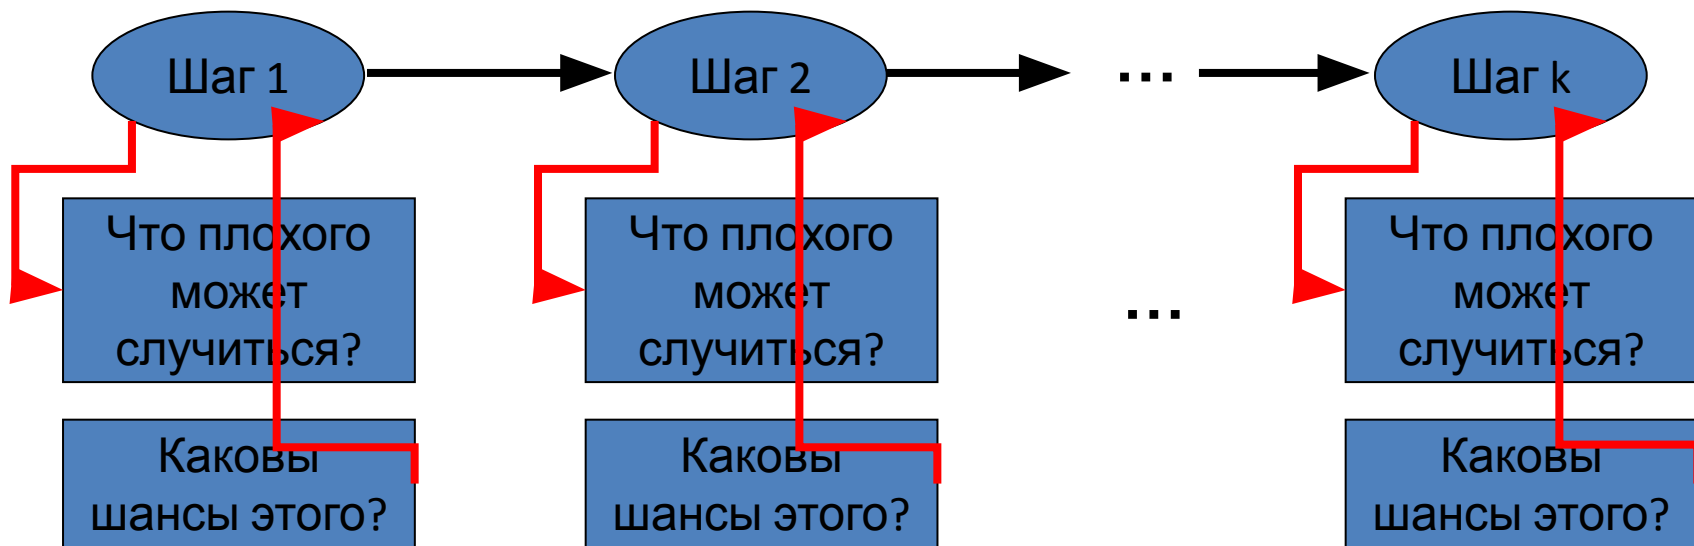 Шаг 1
Шаг 2
...
Шаг k
Что плохого
может
случиться?
Что плохого
может
случиться?
...
Что плохого
может
случиться?
Каковы
шансы этого?
Каковы
шансы этого?
Каковы
шансы этого?